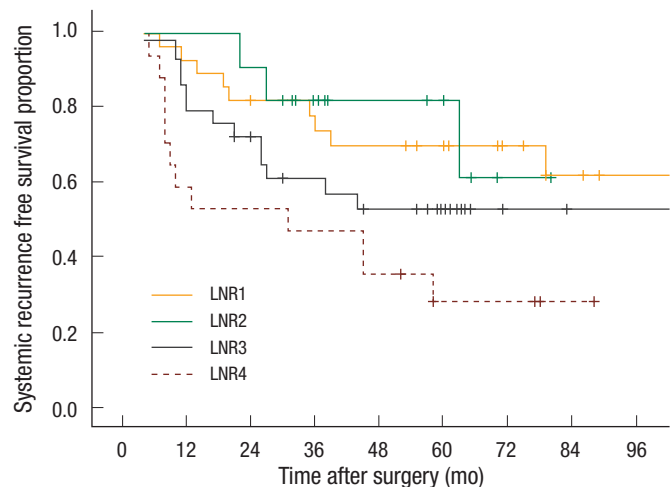 Systemic recurrence free survival proportion
1.0
0.8
0.6
0.4
0.2
0.0
LNR1
LNR2
LNR3
LNR4
0 12 24 36 48 60 72 84 96
Time after surgery (mo)